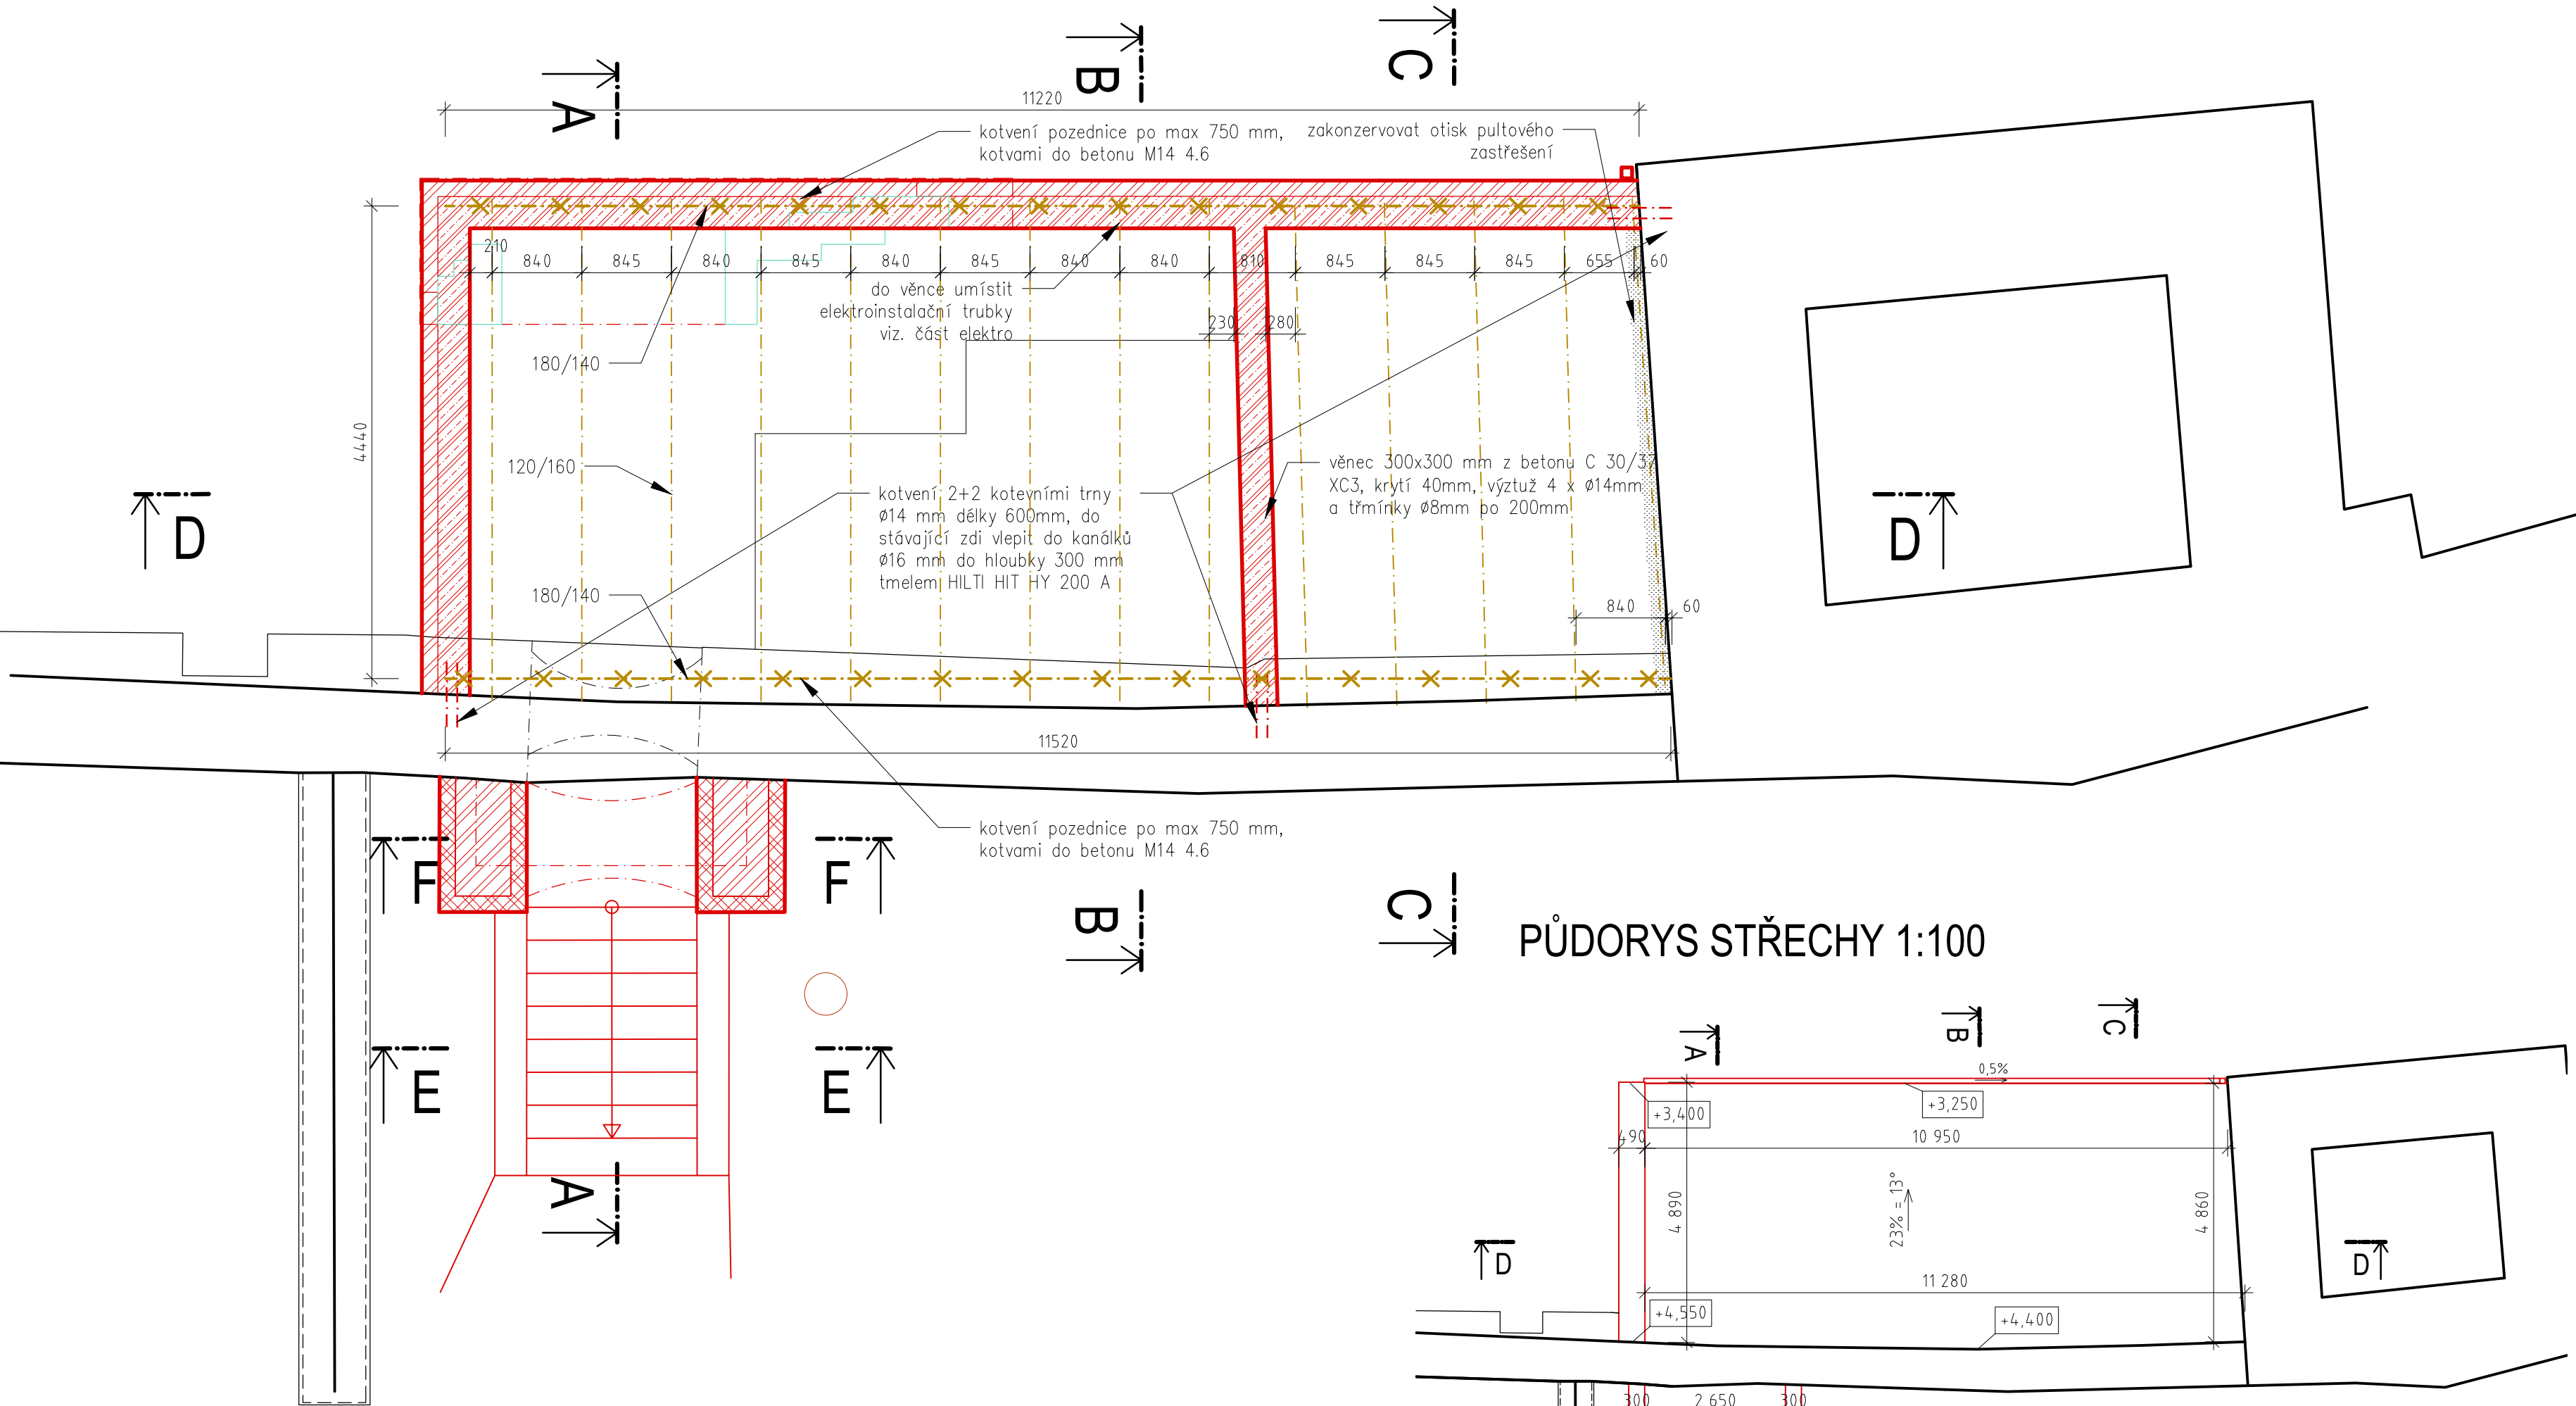 A
B
C
11220
kotvení pozednice po max 750 mm,
kotvami do betonu M14 4.6
zakonzervovat otisk pultového
zastřešení
210
840
845
840
845
840
845
840
840
810
845
845
845
655
60
do věnce umístit
elektroinstalační trubky
viz. část elektro
230
280
180/140
4440
120/160
kotvení 2+2 kotevními trny
Ø14 mm délky 600mm, do
stávající zdi vlepit do kanálků
Ø16 mm do hloubky 300 mm
tmelem HILTI HIT HY 200 A
věnec 300x300 mm z betonu C 30/37
XC3, krytí 40mm, výztuž 4 x Ø14mm
a třmínky Ø8mm po 200mm
D
D
180/140
840
60
11520
kotvení pozednice po max 750 mm,
kotvami do betonu M14 4.6
F
F
B
C
E
E
A
PŮDORYS STŘECHY 1:100
A
B
C
0,5%
+3,400
+3,250
490
10 950
4 890
23% = 13°
4 860
D
D
11 280
+4,550
+4,400
300
2 650
300